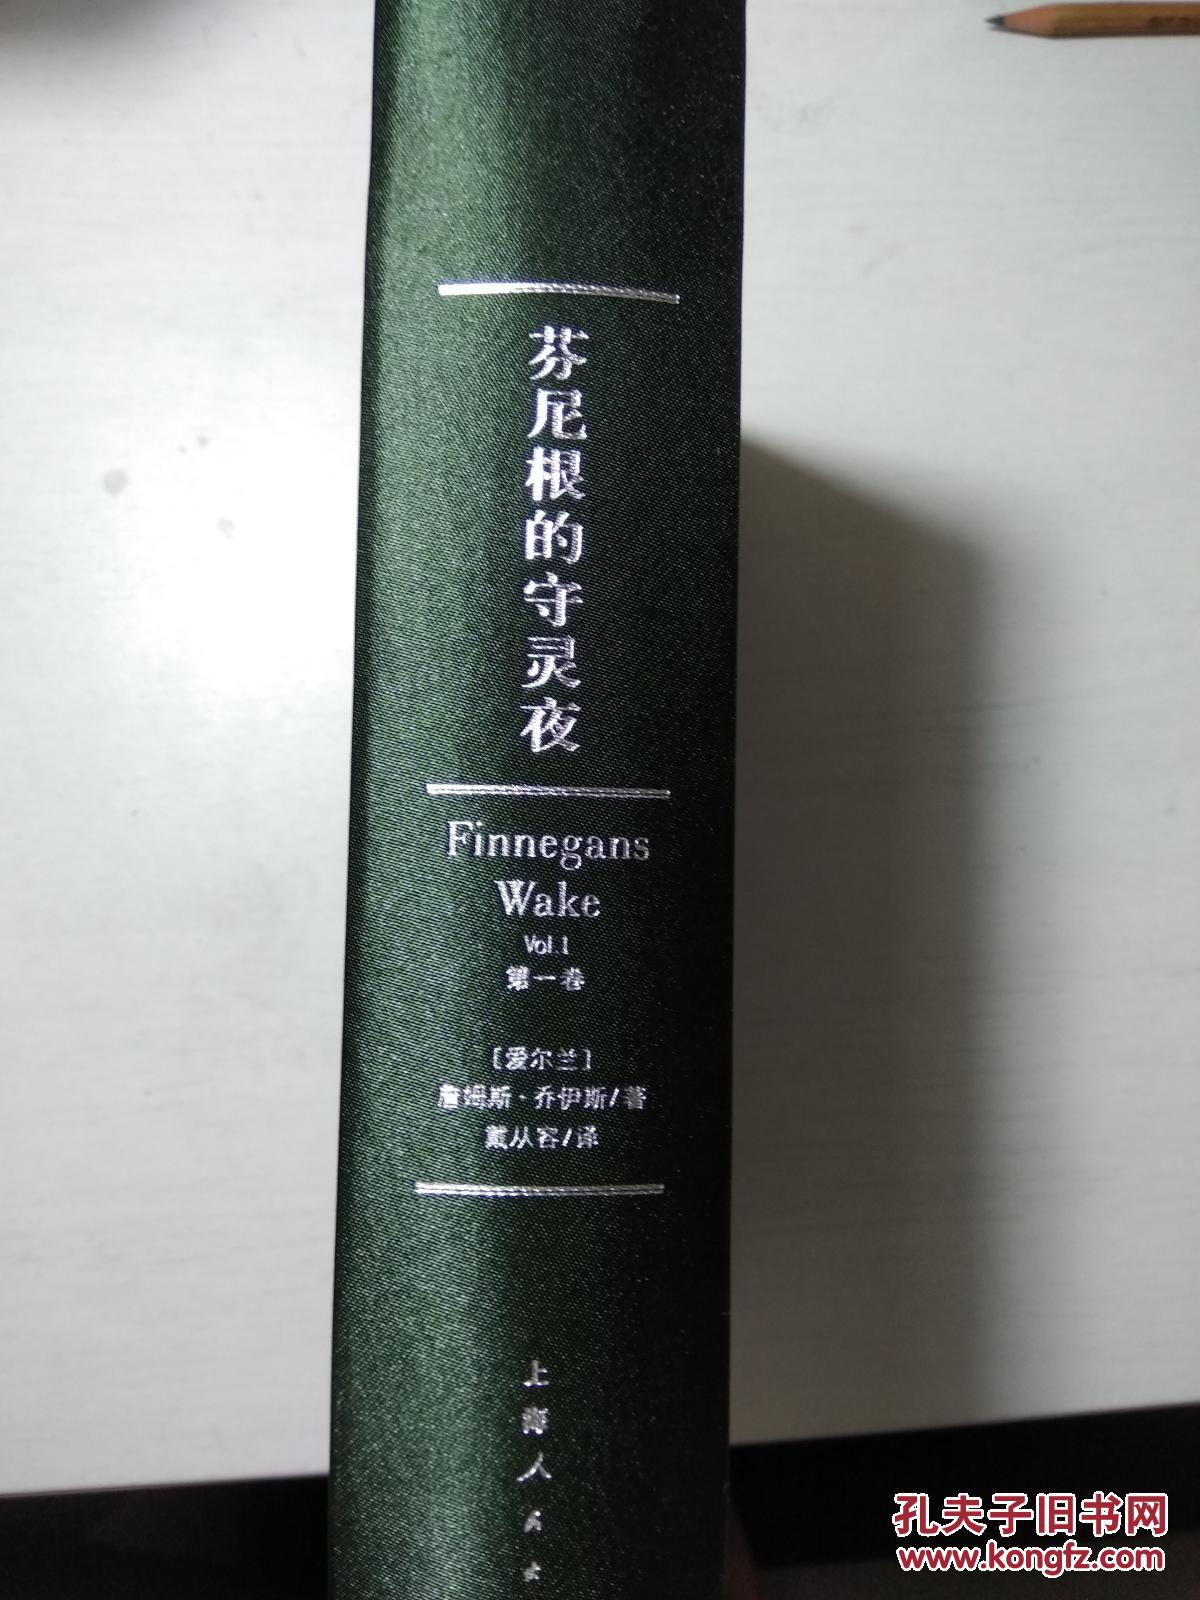 芬尼根的守灵夜
Finnegans
Wake
Vol.1
第一卷
[爱尔兰]
詹姆斯·乔伊斯/著
戴从容/译
上海人民出
孔夫子旧书网
www.kongfz.com